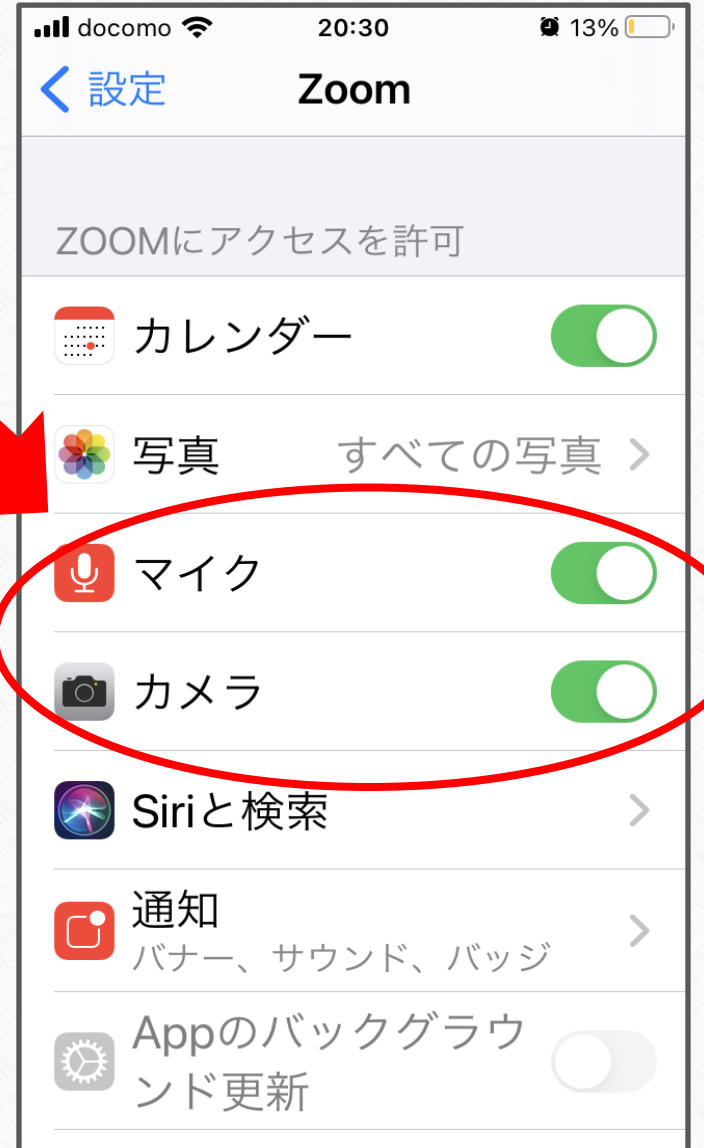 docomo 20:30 13%
設定 Zoom
ZOOMにアクセスを許可
カレンダー
写真 すべての写真
マイク
カメラ
Siriと検索
通知
バナー、サウンド、バッジ
Appのバックグラウ
ンド更新